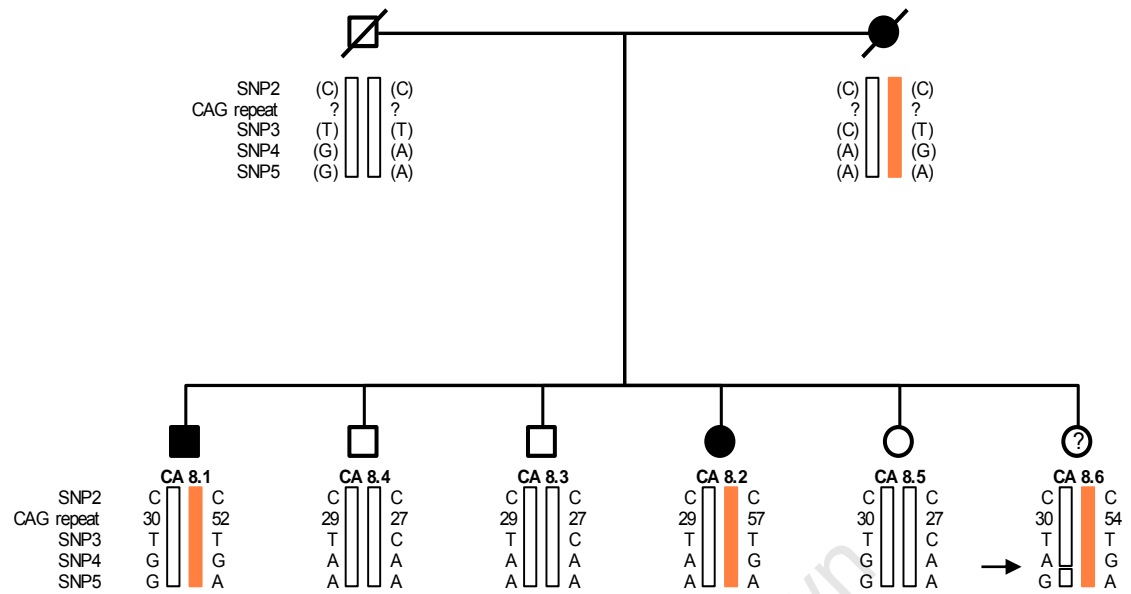 SNP2 (C) (C) (C) (C)
CAG repeat ? ? ? ?
SNP3 (T) (T) (C) (T)
SNP4 (G) (A) (A) (G)
SNP5 (G) (A) (A) (A)
?
CA 8.1 CA 8.4 CA 8.3 CA 8.2 CA 8.5 CA 8.6
SNP2 C C C C C C C C C C C C
CAG repeat 30 52 29 27 29 27 29 57 30 27 30 54
SNP3 T T T C T C T T T C T T
SNP4 G G A A A A A G G A A G
SNP5 G A A A A A A A G A G A